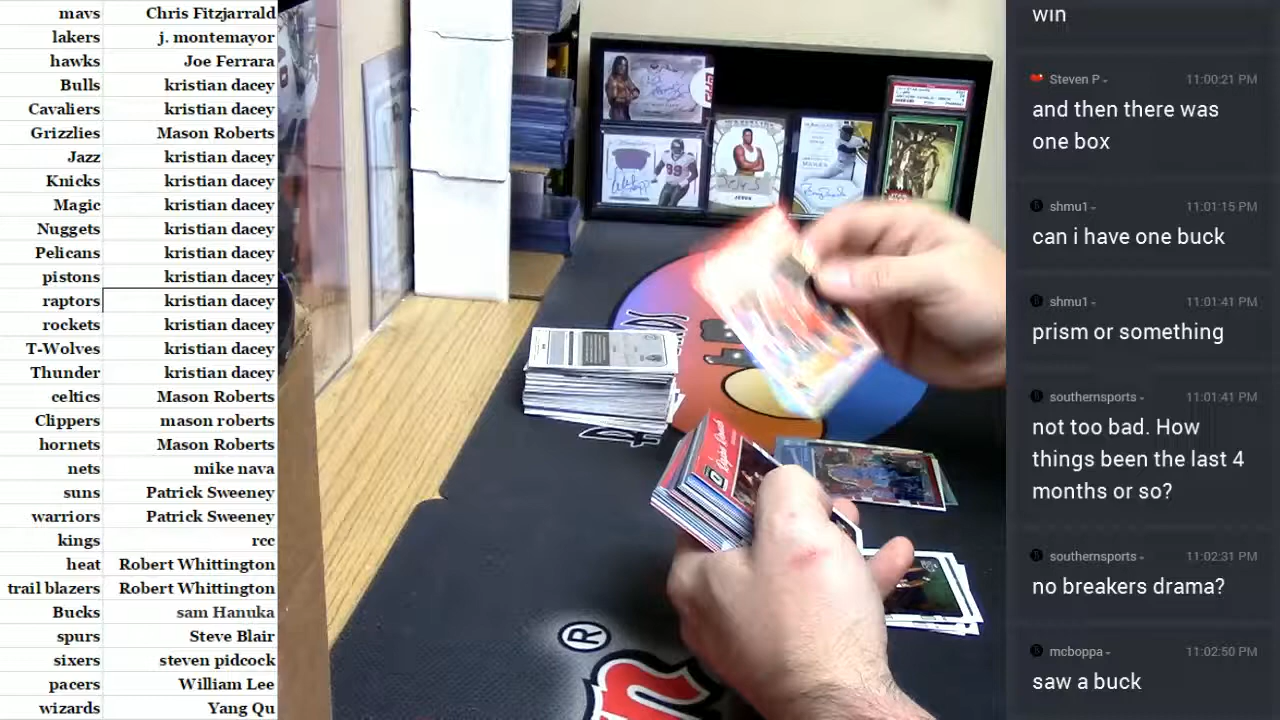 mavs Chris Fitzjarrald
lakers j. montemayor
hawks Joe Ferrara
Bulls kristian dacey
Cavaliers kristian dacey
Grizzlies Mason Roberts
Jazz kristian dacey
Knicks kristian dacey
Magic kristian dacey
Nuggets kristian dacey
Pelicans kristian dacey
pistons kristian dacey
raptors kristian dacey
rockets kristian dacey
T-Wolves kristian dacey
Thunder kristian dacey
celtics Mason Roberts
Clippers mason roberts
hornets Mason Roberts
nets mike nava
suns Patrick Sweeney
warriors Patrick Sweeney
kings rcc
heat Robert Whittington
trail blazers Robert Whittington
Bucks sam Hanuka
spurs Steve Blair
sixers steven pidcock
pacers William Lee
wizards Yang Qu
99
®
win
Steven P 11:00:21 PM
and then there was
one box
shmu1 11:01:15 PM
can i have one buck
shmu1 11:01:41 PM
prism or something
southernsports 11:01:41 PM
not too bad. How
things been the last 4
months or so?
southernsports 11:02:31 PM
no breakers drama?
mcboppa 11:02:50 PM
saw a buck